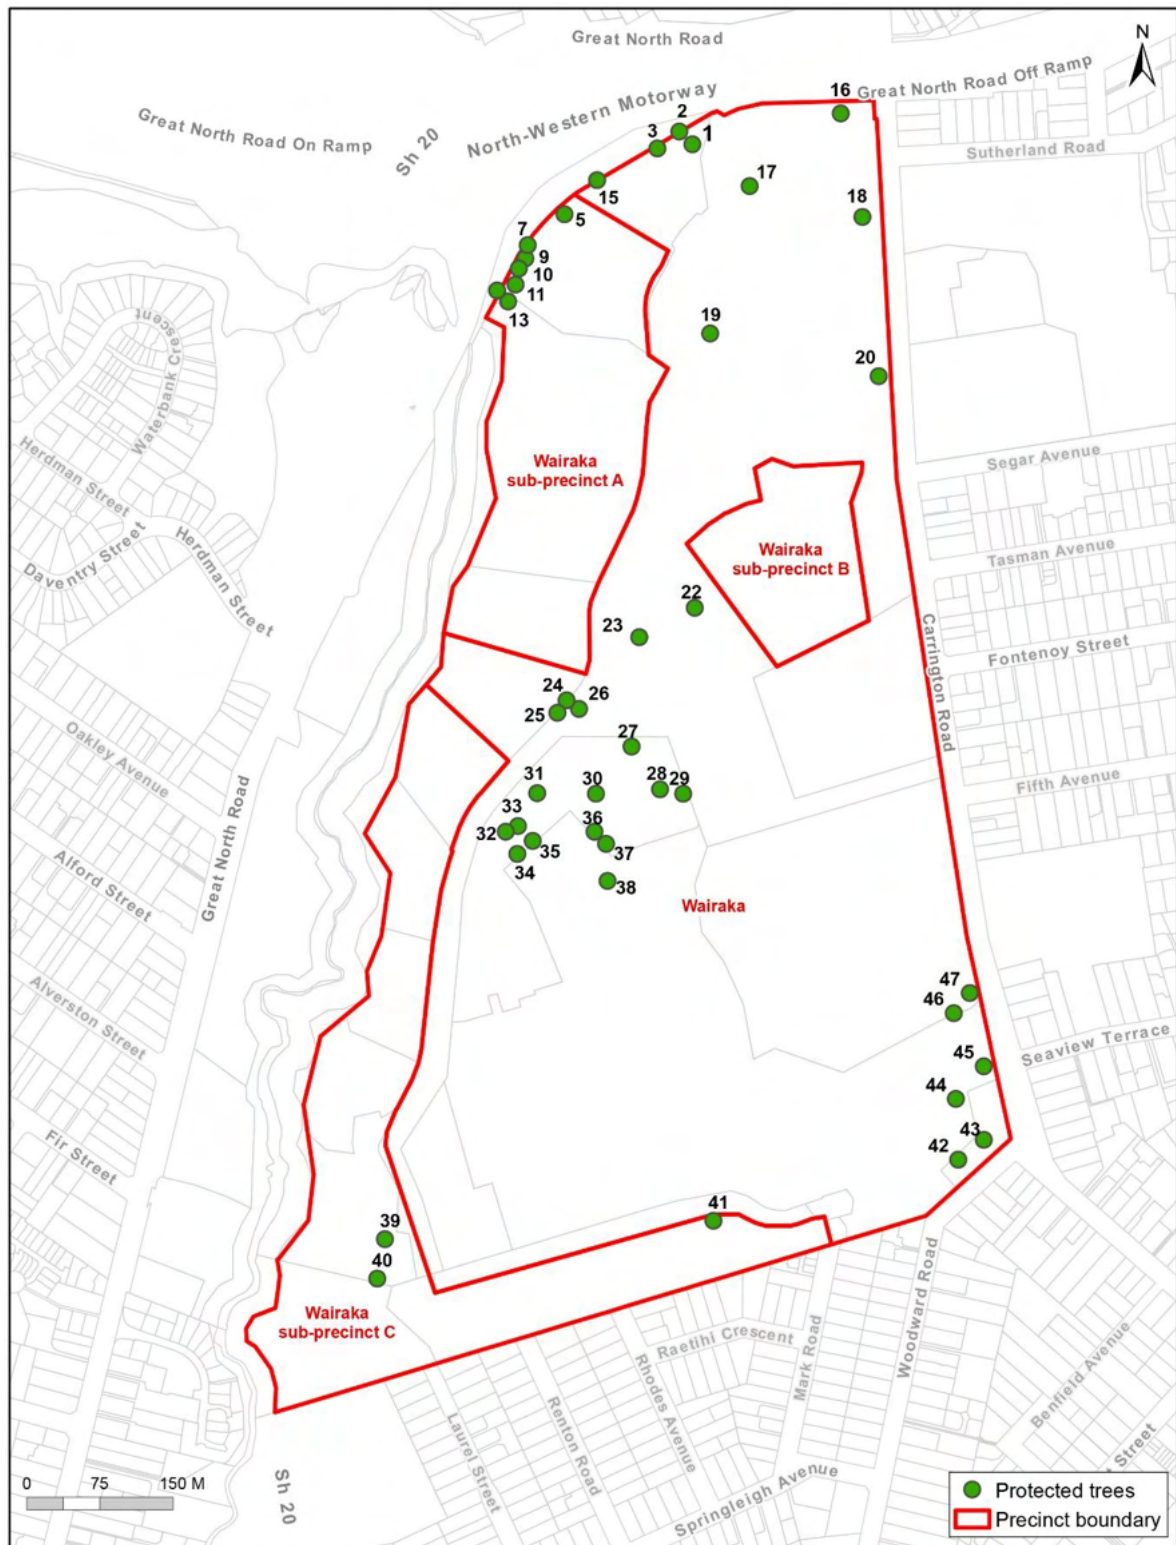 Great North Road
N
Great North Road Off Ramp
North-Western Motorway
Great North Road On Ramp
Sh 20
16
2
3
1
Sutherland Road
15
17
5
18
7
9
10
11
13
Waterbank Crescent
19
20
Herdman Street
Segar Avenue
Wairaka
sub-precinct A
Herdman Street
Daventry Street
Wairaka
sub-precinct B
Tasman Avenue
22
23
Carrington Road
Fontenoy Street
24
26
25
Oakley Avenue
27
Fifth Avenue
31
30
28
29
33
32
36
35
37
34
38
Great North Road
Alford Street
Wairaka
Alverston Street
47
46
Seaview Terrace
45
44
43
42
Fir Street
41
39
40
Woodward Road
Wairaka
sub-precinct C
Raetihi Crescent
Mark Road
Rhodes Avenue
Benfield Avenue
Renton Road
Laurel Street
Street
0 75 150 M
Sh 20
Springleigh Avenue
Protected trees
Precinct boundary